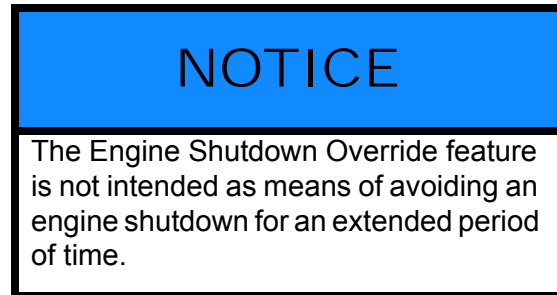 NOTICE
The Engine Shutdown Override feature
is not intended as means of avoiding an
engine shutdown for an extended period
of time.